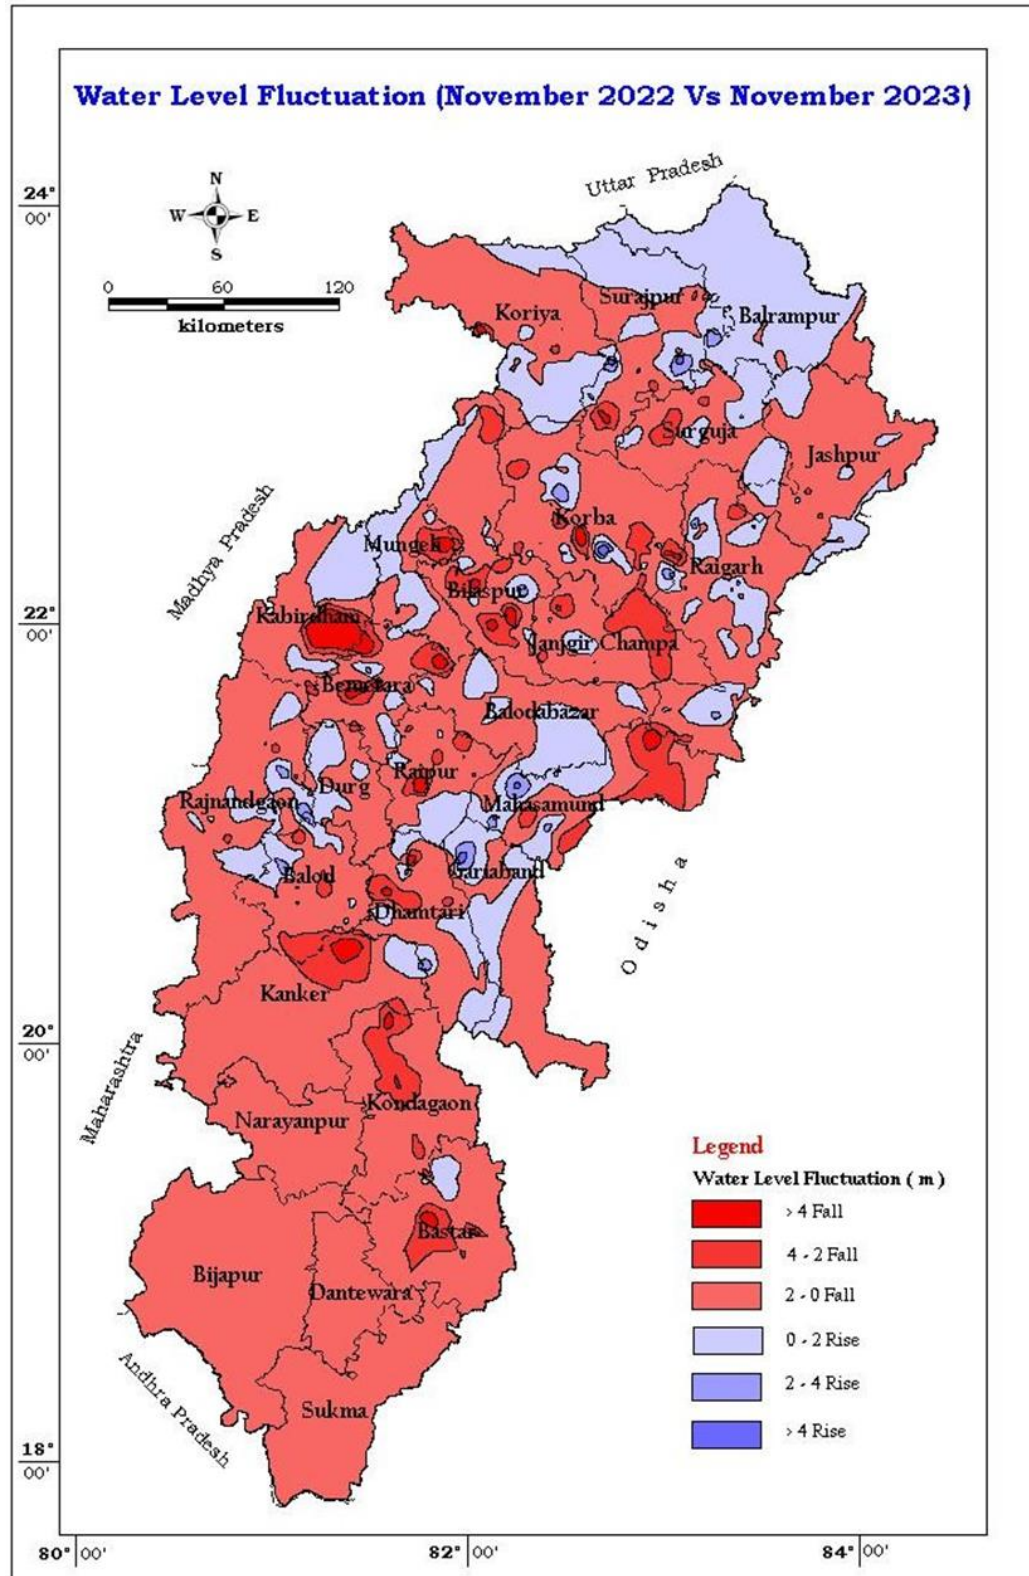 Water Level Fluctuation (November 2022 Vs November 2023)
Uttar Pradesh
N
W E
S
24°
00'
0 60 120
kilometers
Koriya
Surajpur
Balrampur
Surguja
Jashpur
Madhya Pradesh
Korba
Mungeli
Raigarh
Bilaspur
22°
00'
Kabirdham
Janjgir Champa
Bemetara
Balodabazar
Raipur
Durg
Rajnandgaon
Mahasamund
Balod
Gariaband
Dhamtari
Odisha
Kanker
20°
00'
Maharashtra
Kondagaon
Narayanpur
Legend
Water Level Fluctuation ( m )
> 4 Fall
4 - 2 Fall
2 - 0 Fall
0 - 2 Rise
2 - 4 Rise
> 4 Rise
Bastar
Bijapur
Dantewara
Andhra Pradesh
Sukma
18°
00'
80° 00' 82° 00' 84° 00'